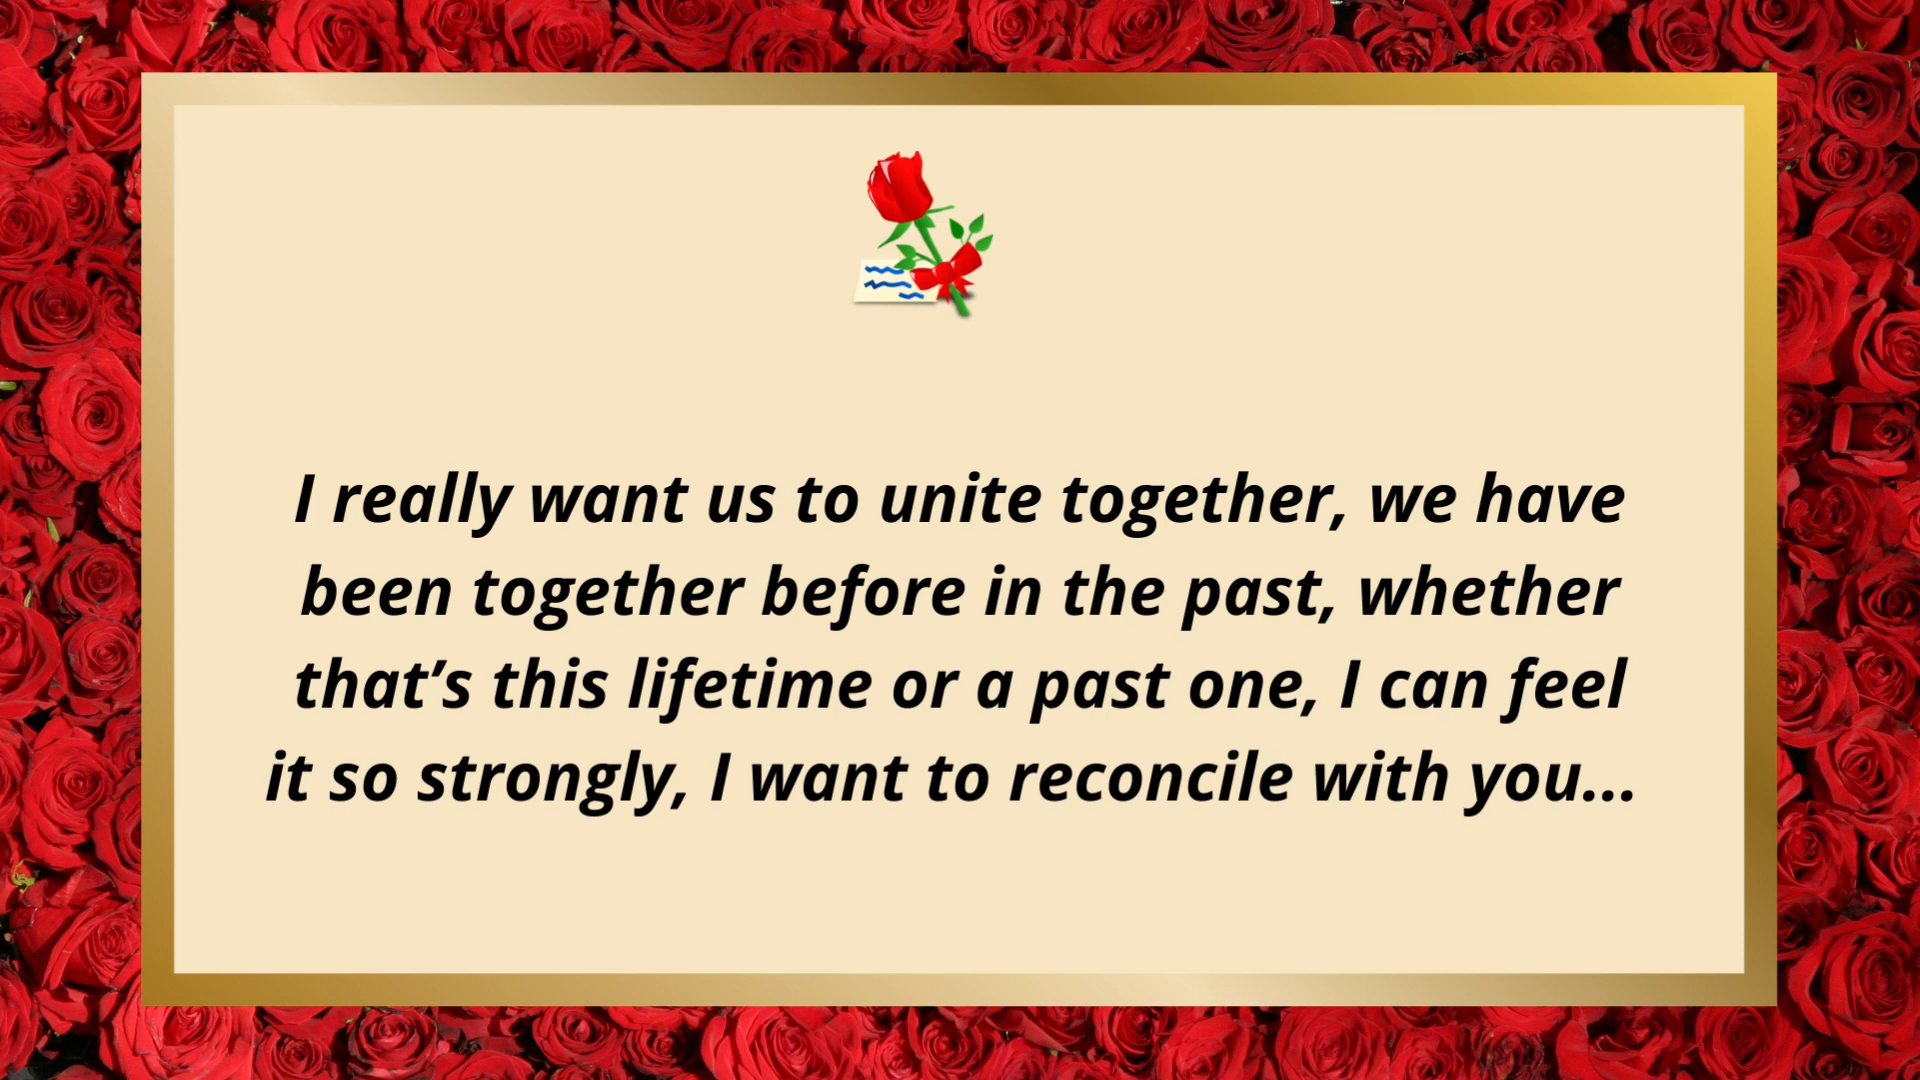 I really want us to unite together, we have
been together before in the past, whether
that’s this lifetime or a past one, I can feel
it so strongly, I want to reconcile with you...